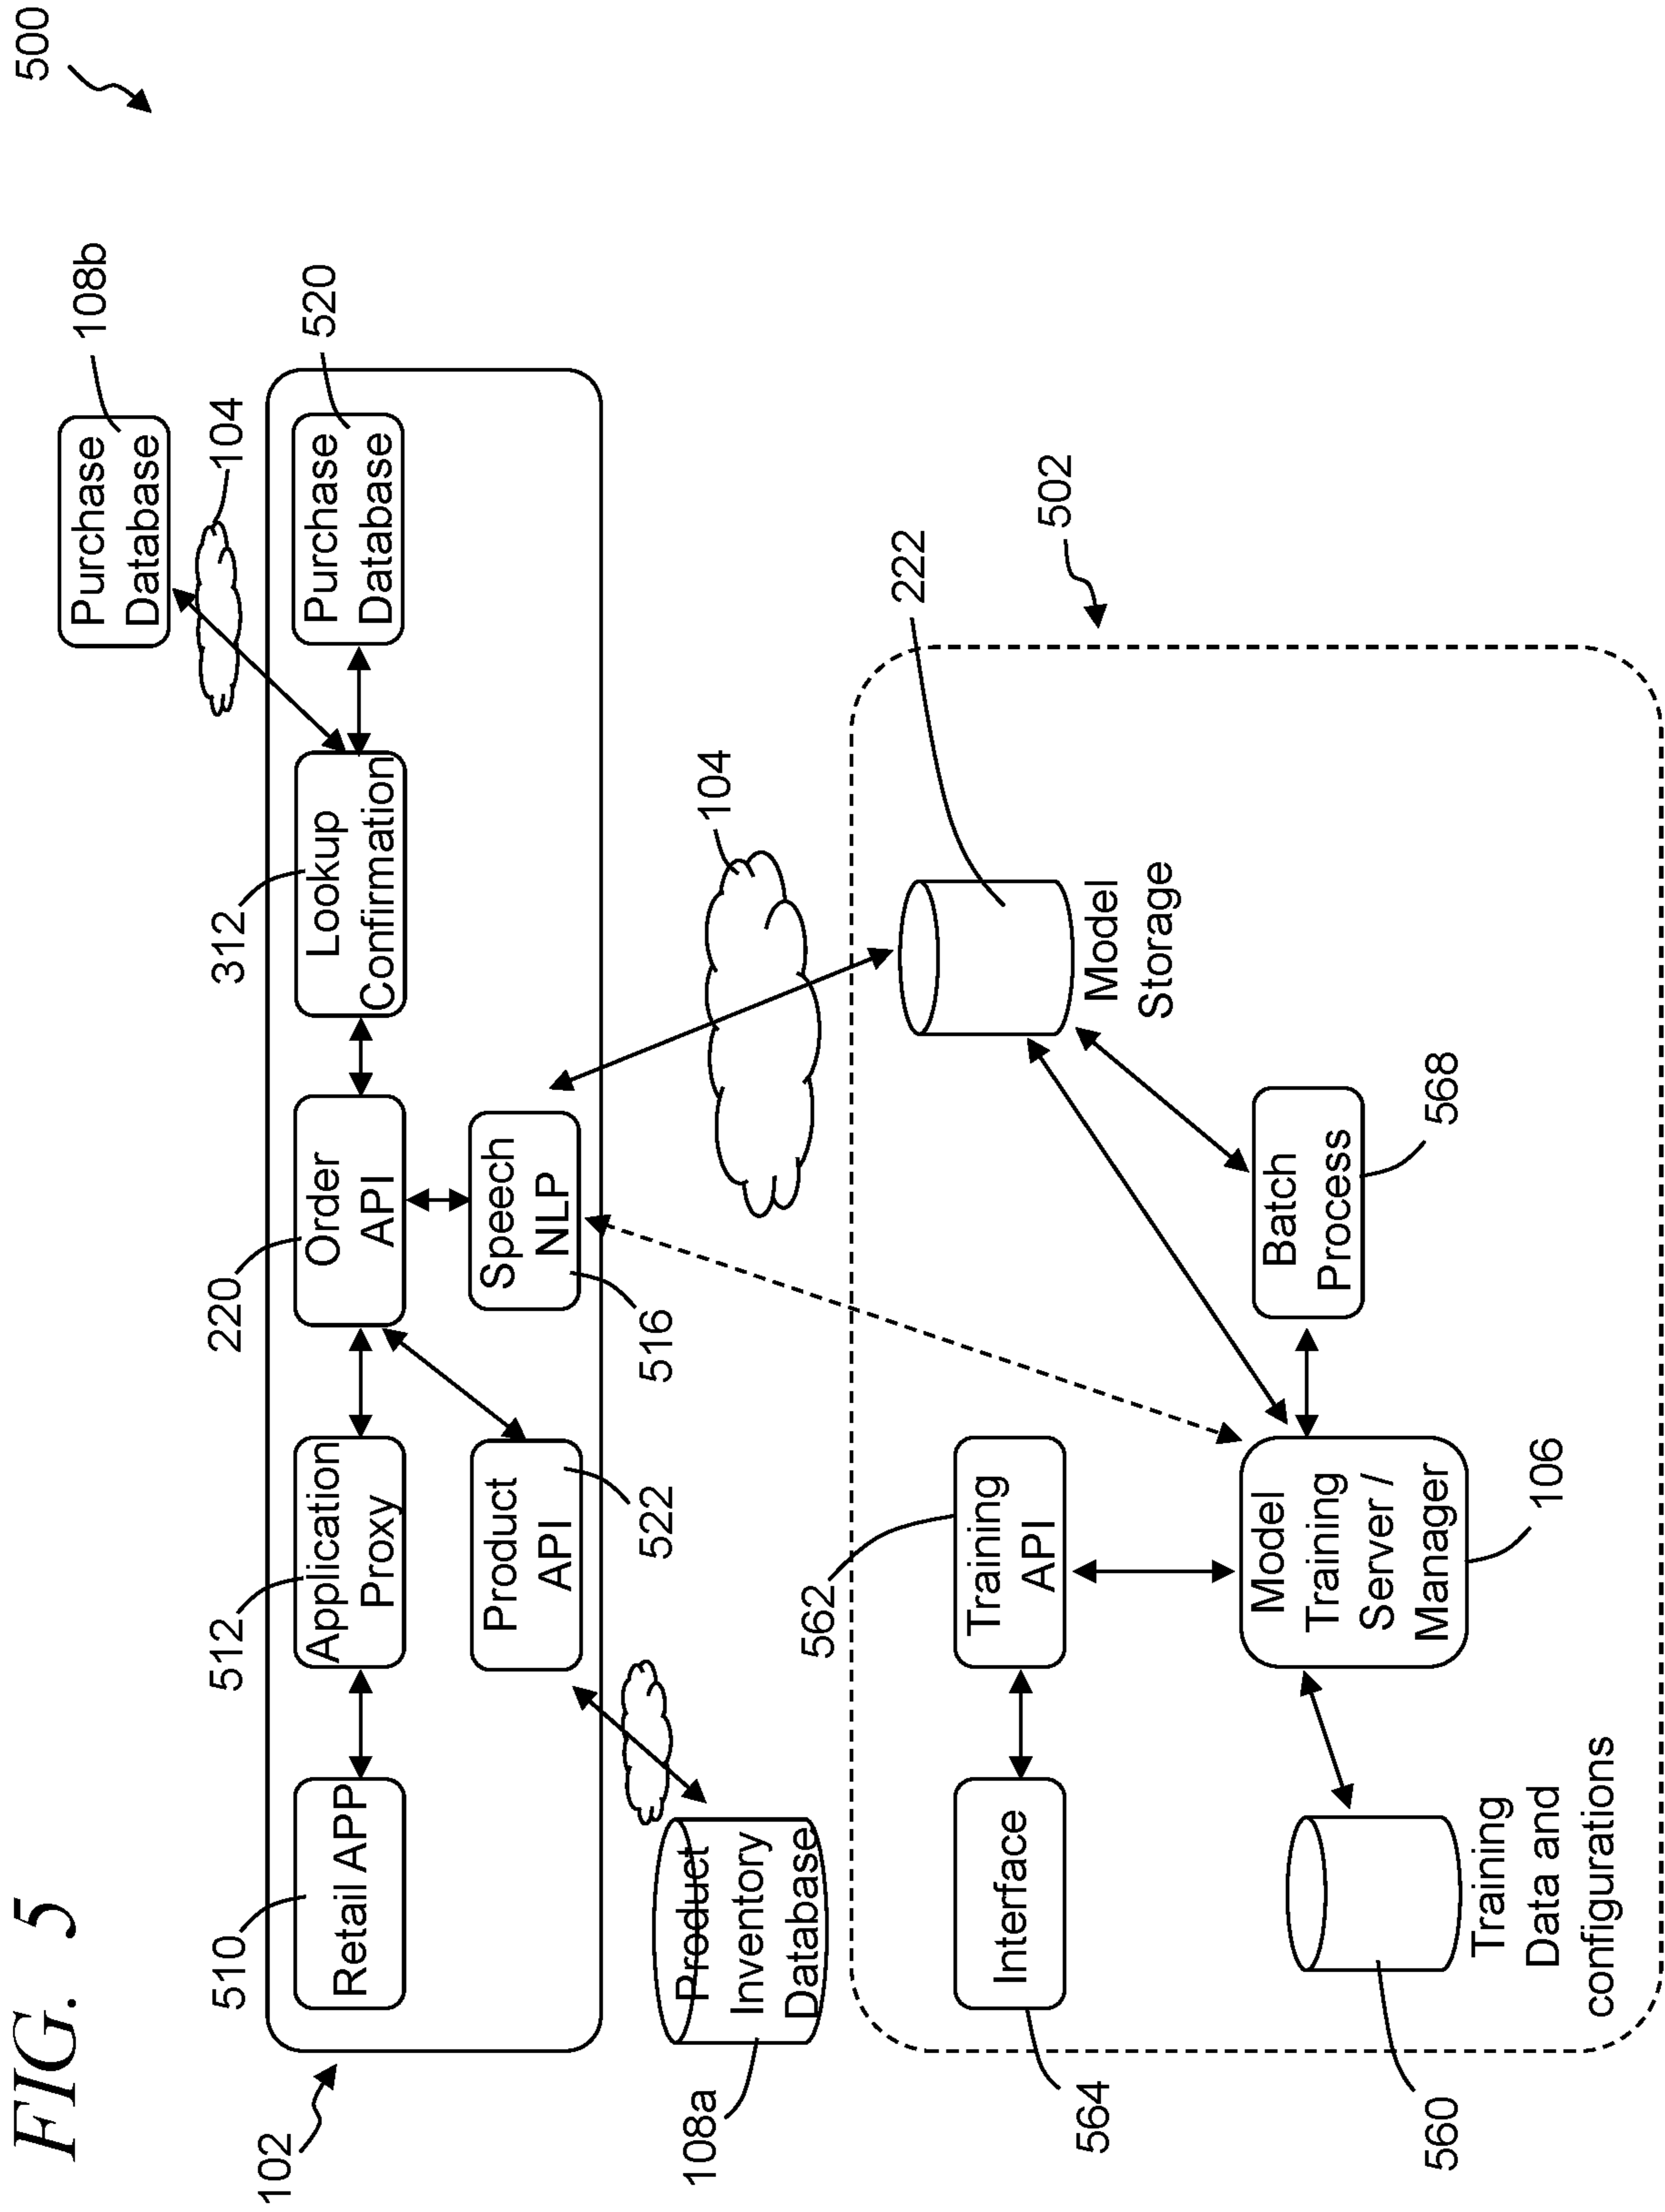 FIG. 5
500
102
510
Retail APP
512
Application
Proxy
220
Order
API
312
Lookup
Confirmation
Purchase
Database
108b
104
Purchase
Database
520
Product
API
522
Speech
NLP
516
108a
Product
Inventory
Database
104
502
222
Model
Storage
564
Interface
562
Training
API
560
Training
Data and
configurations
Model
Training
Server /
Manager
106
Batch
Process
568